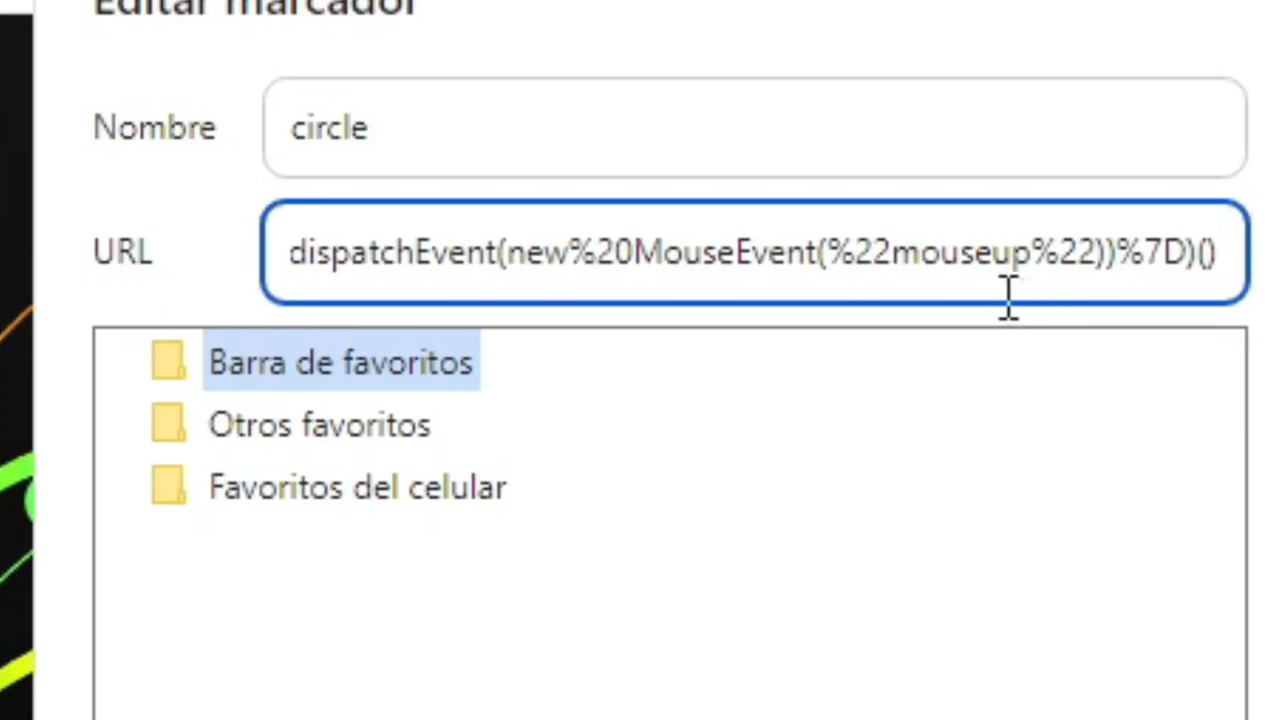 Editar marcador
Nombre
circle
URL
dispatchEvent(new%20MouseEvent(%22mouseup%22))%7D)()
Barra de favoritos
Otros favoritos
Favoritos del celular